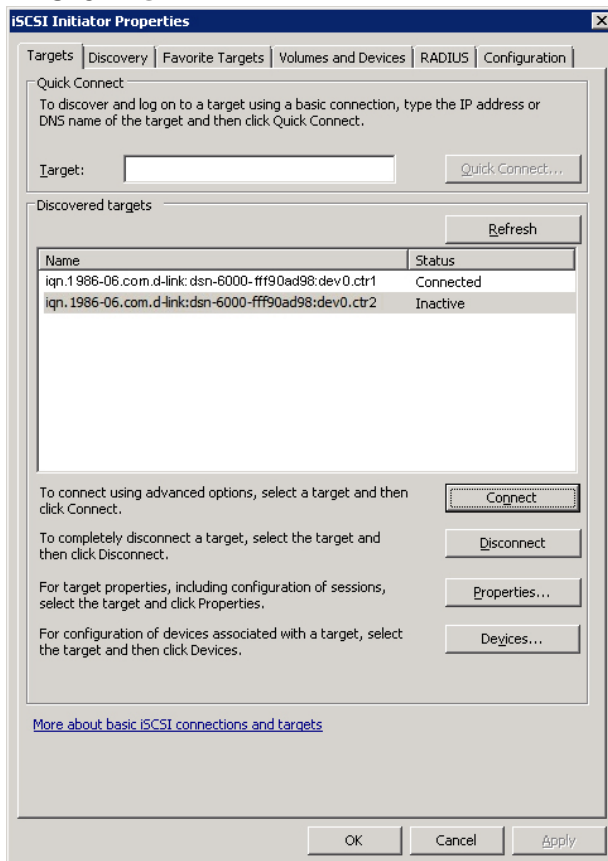 iSCSI Initiator Properties
Targets Discovery Favorite Targets Volumes and Devices RADIUS Configuration
Quick Connect
To discover and log on to a target using a basic connection, type the IP address or
DNS name of the target and then click Quick Connect.
Target:
Quick Connect...
Discovered targets
Refresh
Name Status
iqn.1986-06.com.d-link:dsn-6000-fff90ad98:dev0.ctr1 Connected
iqn.1986-06.com.d-link:dsn-6000-fff90ad98:dev0.ctr2 Inactive
To connect using advanced options, select a target and then
click Connect.
Connect
To completely disconnect a target, select the target and
then click Disconnect.
Disconnect
For target properties, including configuration of sessions,
select the target and click Properties.
Properties...
For configuration of devices associated with a target, select
the target and then click Devices.
Devices...
More about basic iSCSI connections and targets
OK Cancel Apply